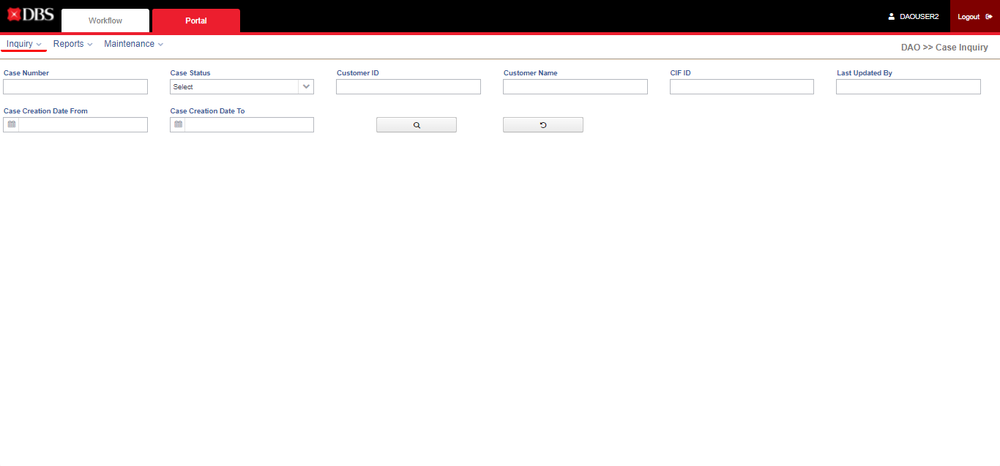 DBS
Workflow
Portal
DAOUSER2
Logout
Inquiry
Reports
Maintenance
DAO >> Case Inquiry
Case Number
Case Status
Customer ID
Customer Name
CIF ID
Last Updated By
Select
Case Creation Date From
Case Creation Date To